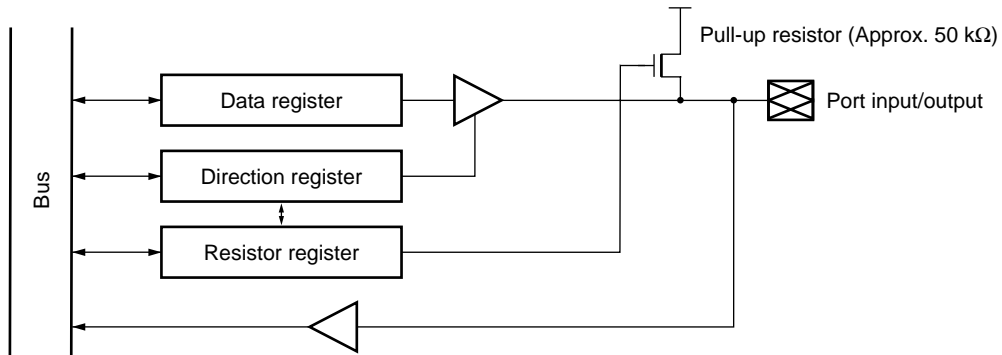 Pull-up resistor (Approx. 50 kΩ)
Data register
Port input/output
Direction register
Bus
Resistor register